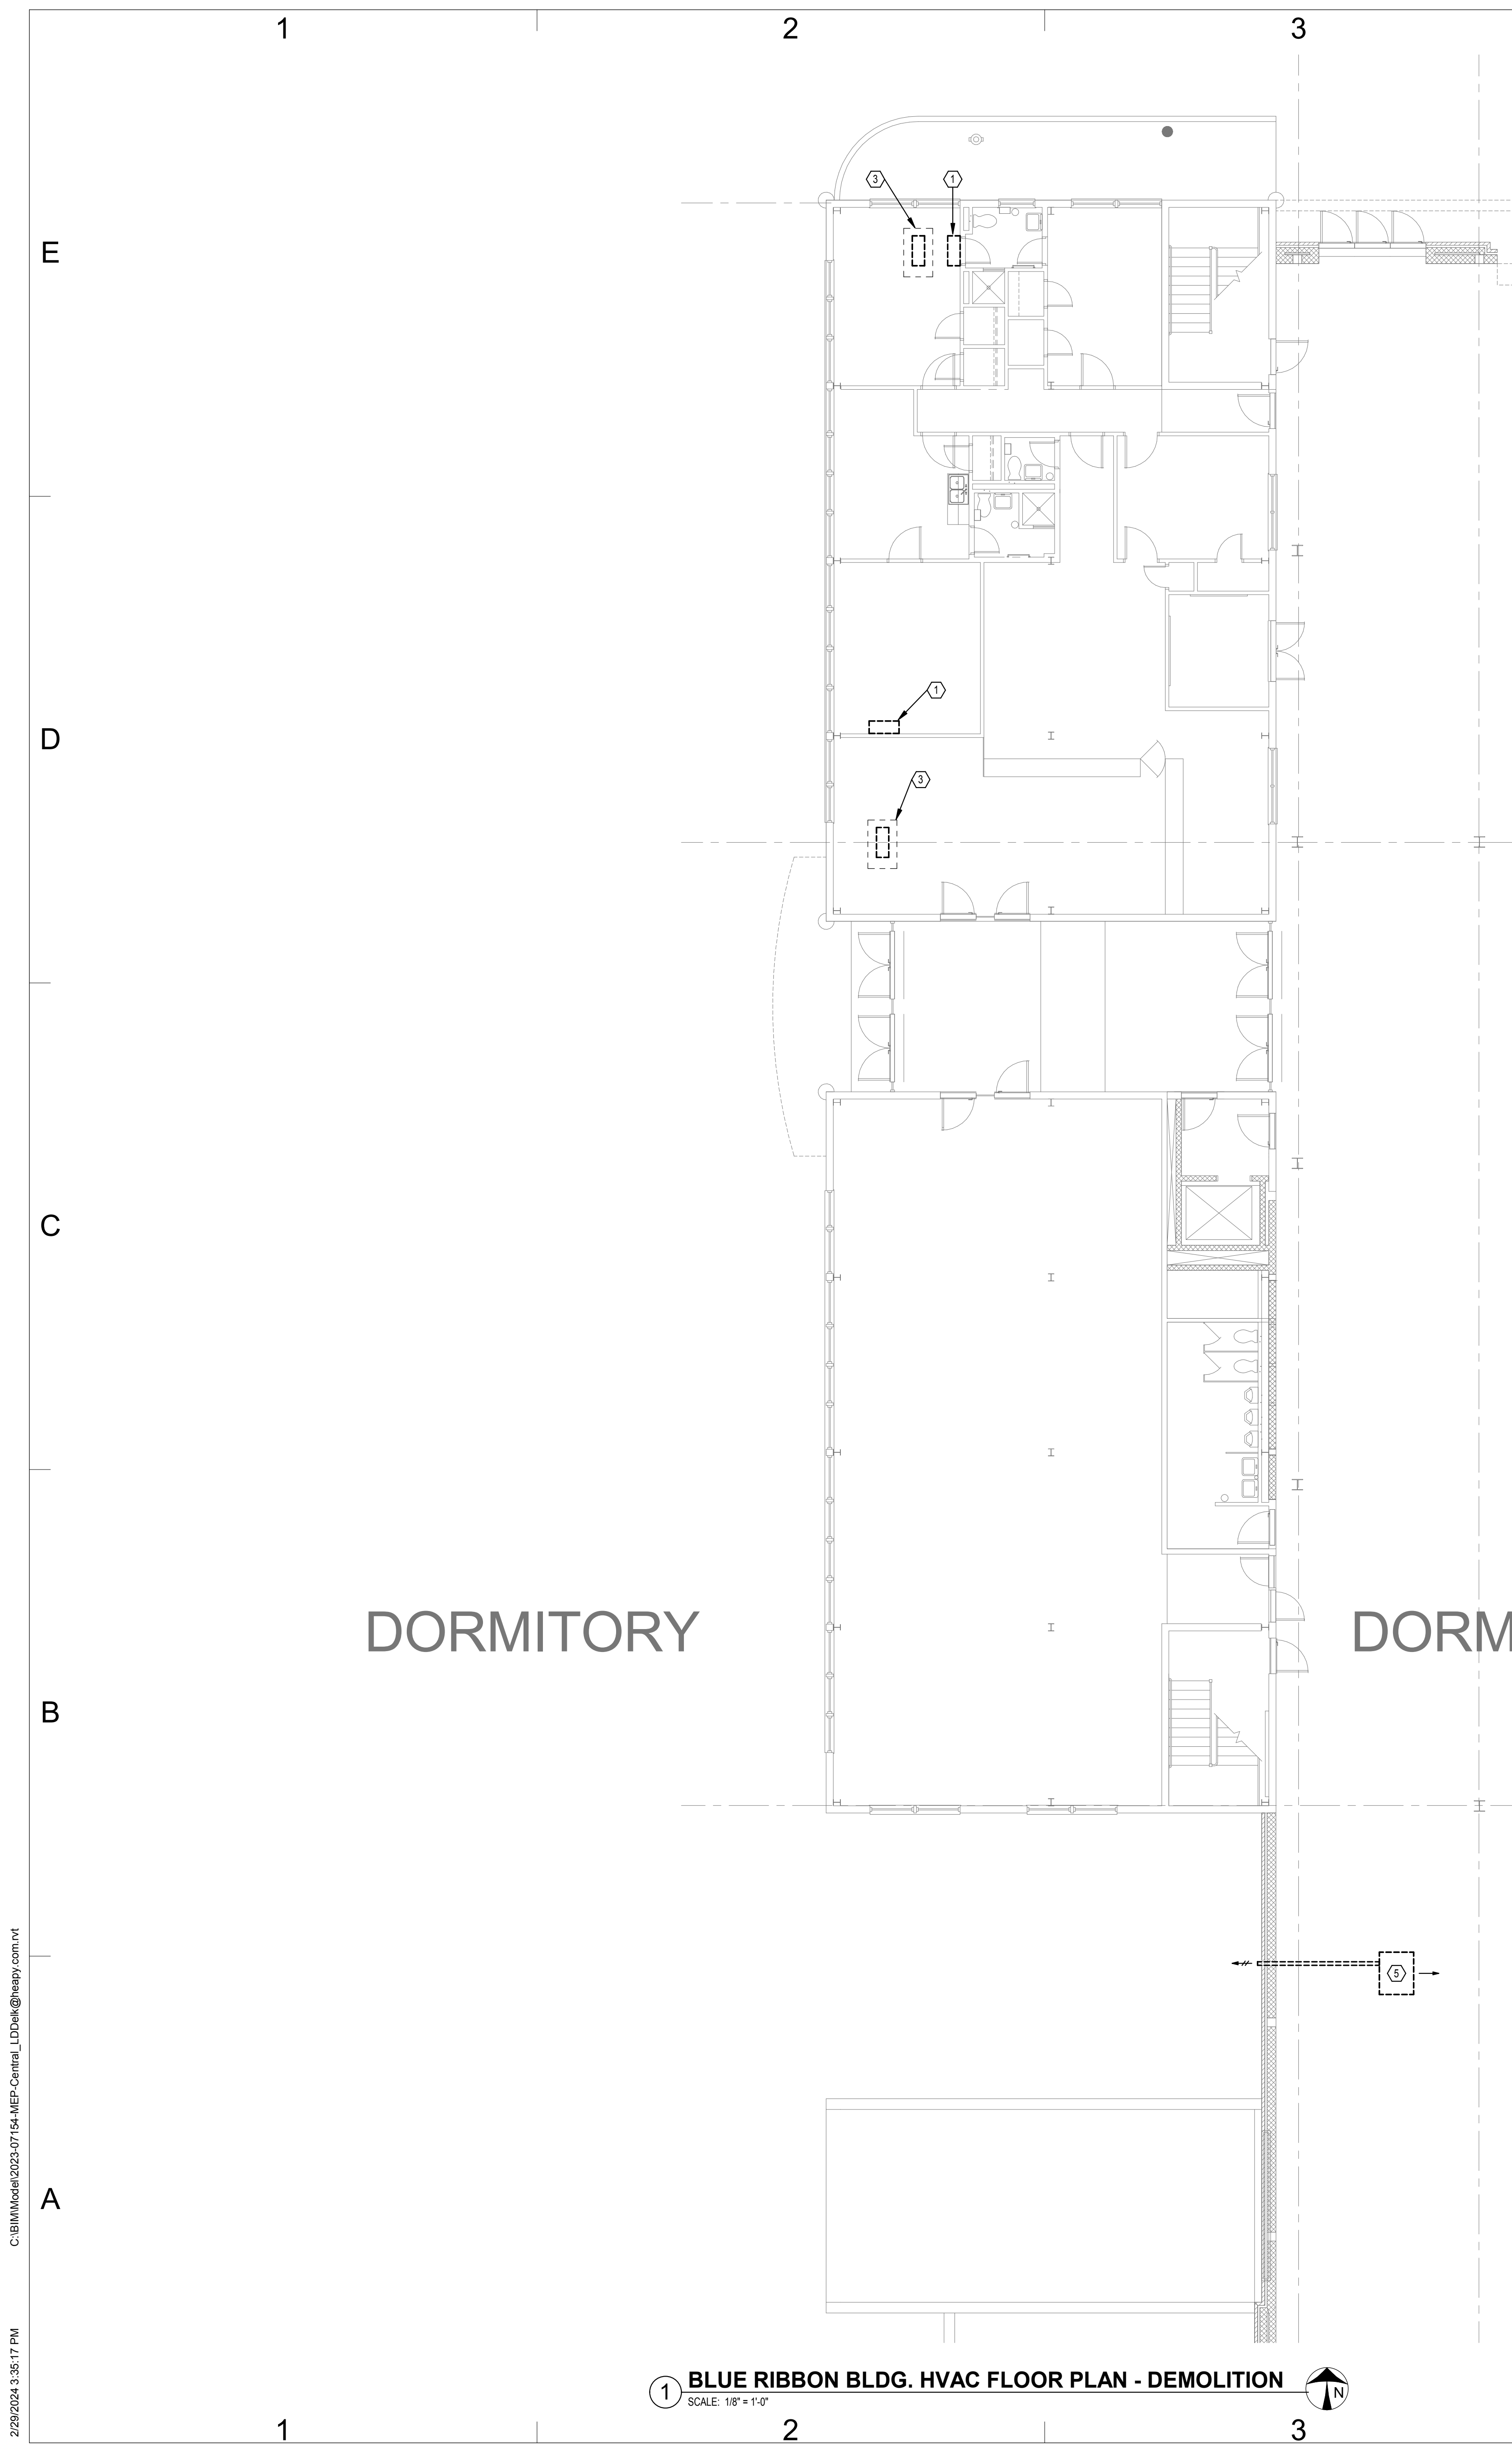 1
2
3
3
1
E
1
D
3
C
DORMITORY
DORM
B
5
A
1
BLUE RIBBON BLDG. HVAC FLOOR PLAN - DEMOLITION
SCALE: 1/8" = 1'-0"
N
1
2
3
C:\BIM\Model\2023-07154-MEP-Central_LDDelk@heapy.com.rvt
2/29/2024 3:35:17 PM